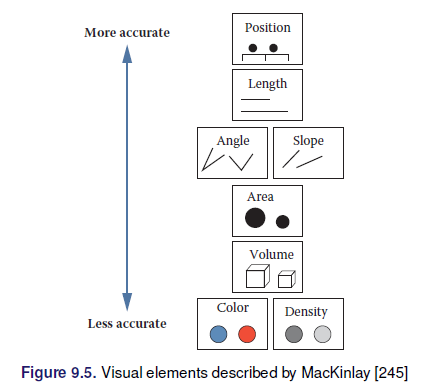 More accurate
Position
Length
Angle
Slope
Area
Volume
Color
Density
Less accurate
Figure 9.5. Visual elements described by MacKinlay [245]